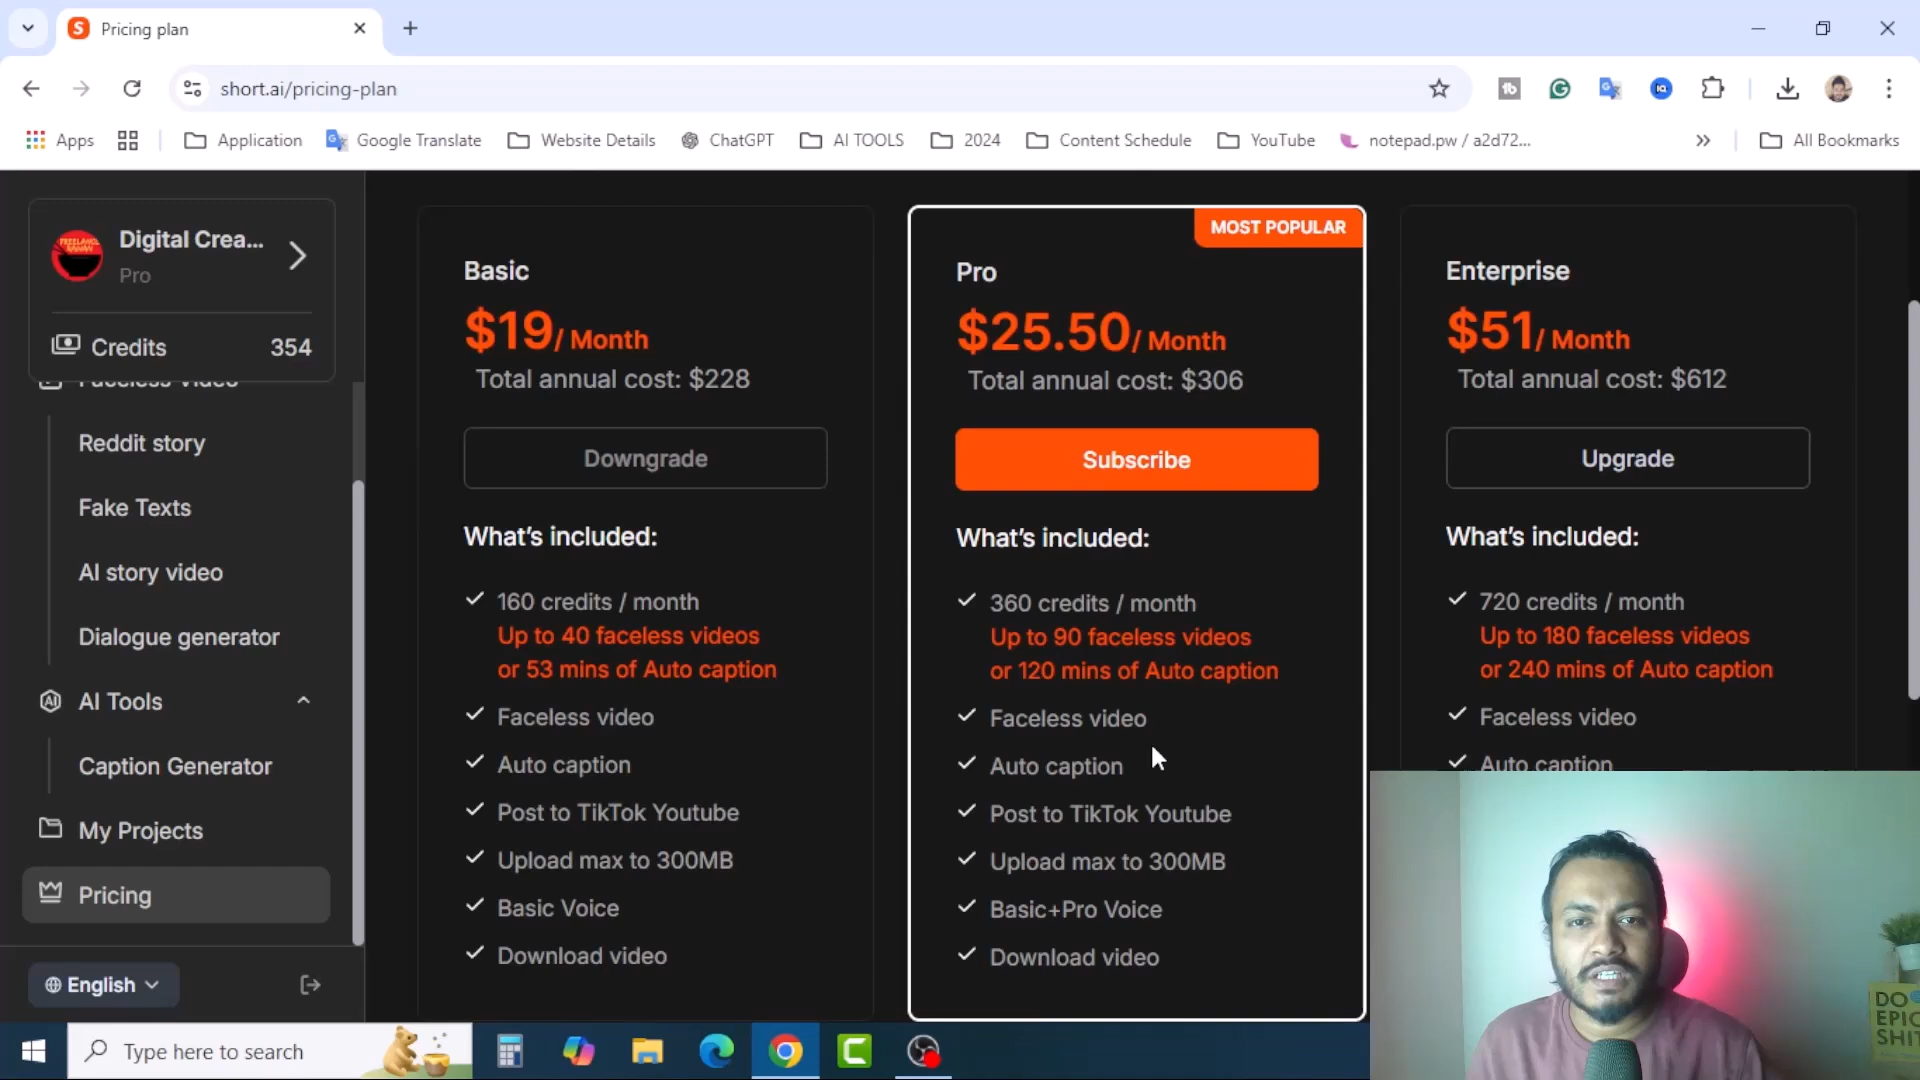 Pricing plan
short.ai/pricing-plan
Apps
Application
Google Translate
Website Details
ChatGPT
AI TOOLS
2024
Content Schedule
YouTube
notepad.pw / a2d72...
All Bookmarks
Digital Crea...
Pro
Credits 354
Faceless video
Reddit story
Fake Texts
AI story video
Dialogue generator
AI Tools
Caption Generator
My Projects
Pricing
English
Basic
$19/ Month
Total annual cost: $228
Downgrade
What's included:
160 credits / month
Up to 40 faceless videos
or 53 mins of Auto caption
Faceless video
Auto caption
Post to TikTok Youtube
Upload max to 300MB
Basic Voice
Download video
MOST POPULAR
Pro
$25.50/ Month
Total annual cost: $306
Subscribe
What's included:
360 credits / month
Up to 90 faceless videos
or 120 mins of Auto caption
Faceless video
Auto caption
Post to TikTok Youtube
Upload max to 300MB
Basic+Pro Voice
Download video
Enterprise
$51/ Month
Total annual cost: $612
Upgrade
What's included:
720 credits / month
Up to 180 faceless videos
or 240 mins of Auto caption
Faceless video
Auto caption
DO
EPIC
SHIT
Type here to search